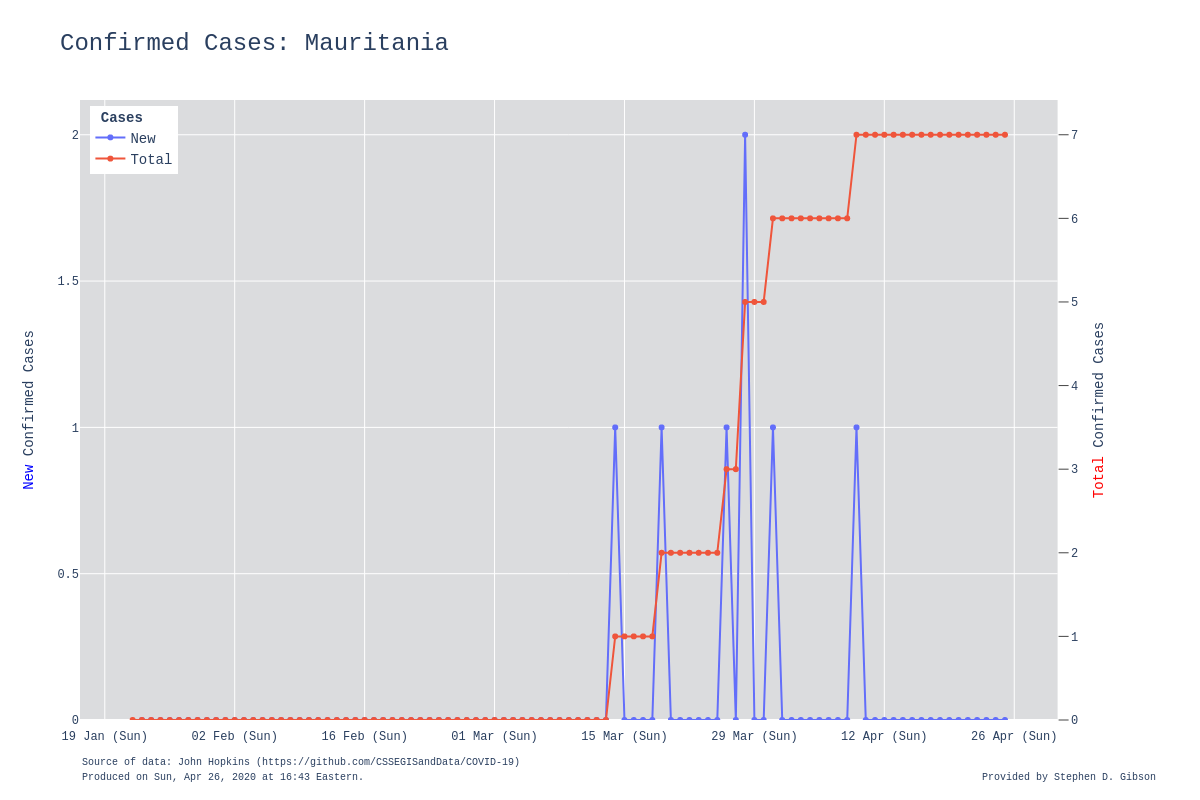 Confirmed Cases: Mauritania
Cases
New
Total
2
1.5
1
0.5
0
7
6
5
4
3
2
1
0
New Confirmed Cases
Total Confirmed Cases
19 Jan (Sun) 02 Feb (Sun) 16 Feb (Sun) 01 Mar (Sun) 15 Mar (Sun) 29 Mar (Sun) 12 Apr (Sun) 26 Apr (Sun)
Source of data: John Hopkins (https://github.com/CSSEGISandData/COVID-19)
Produced on Sun, Apr 26, 2020 at 16:43 Eastern.
Provided by Stephen D. Gibson